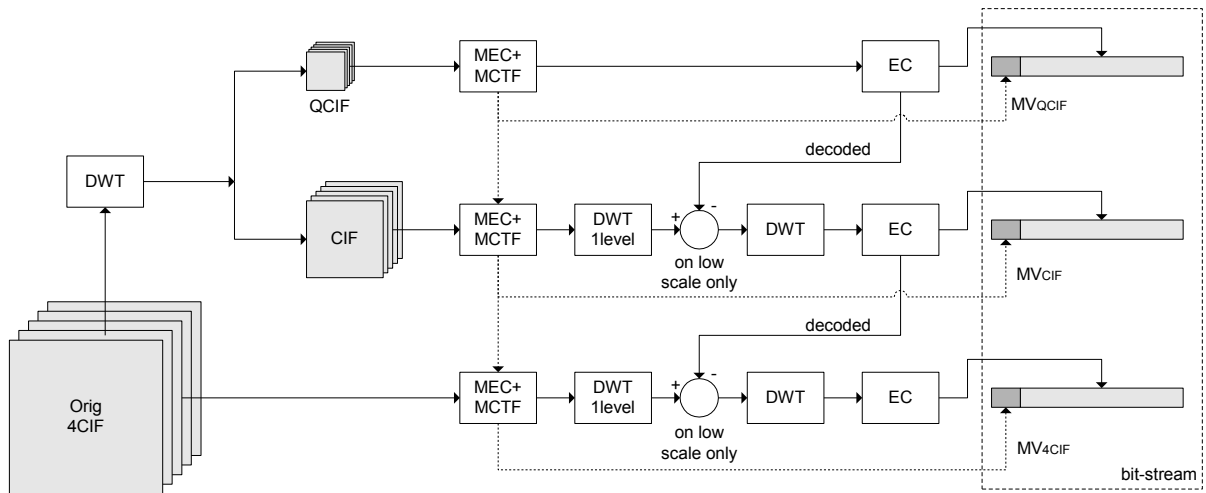 MEC+
MCTF
EC
QCIF
MVQCIF
decoded
DWT
CIF
MEC+
MCTF
DWT
1level
+
-
DWT
EC
on low
scale only
MVCIF
decoded
Orig
4CIF
MEC+
MCTF
DWT
1level
+
-
DWT
EC
on low
scale only
MV4CIF
bit-stream